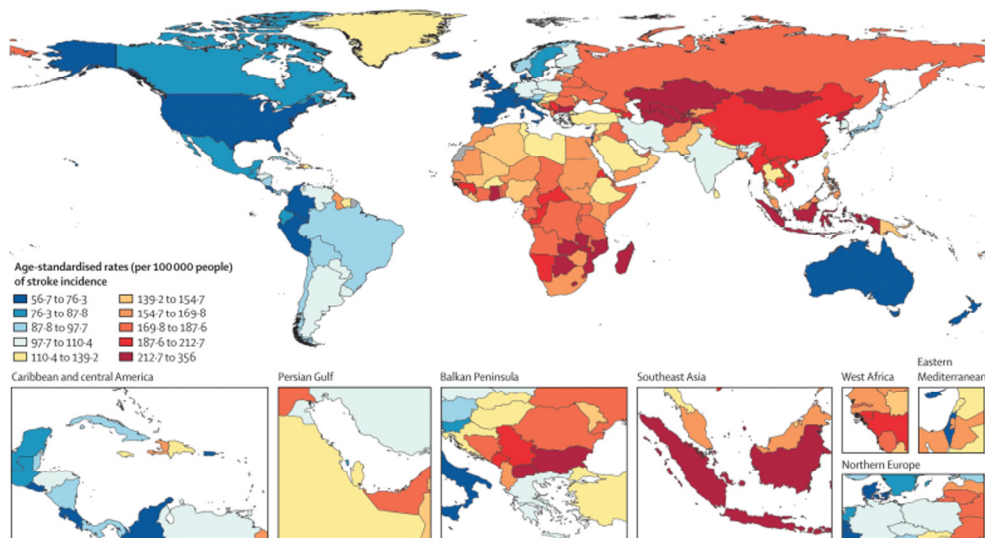 Age-standardised rates (per 100 000 people)
of stroke incidence
56·7 to 76·3
76·3 to 87·8
87·8 to 97·7
97·7 to 110·4
110·4 to 139·2
139·2 to 154·7
154·7 to 169·8
169·8 to 187·6
187·6 to 212·7
212·7 to 356
Caribbean and central America
Persian Gulf
Balkan Peninsula
Southeast Asia
West Africa
Eastern
Mediterranean
Northern Europe